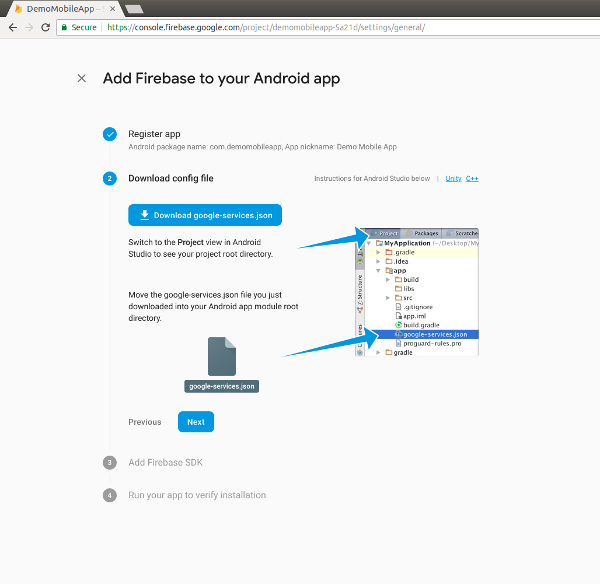 DemoMobileApp – S
Secure
https://console.firebase.google.com/project/demomobileapp-5a21d/settings/general/
Add Firebase to your Android app
Register app
Android package name: com.demomobileapp, App nickname: Demo Mobile App
2 Download config file
Instructions for Android Studio below | Unity C++
Download google-services.json
Switch to the Project view in Android
Studio to see your project root directory.
Move the google-services.json file you just
downloaded into your Android app module root
directory.
google-services.json
Project Packages Scratches
MyApplication (~/Desktop/My
.gradle
.idea
app
build
libs
src
.gitignore
app.iml
build.gradle
google-services.json
proguard-rules.pro
gradle
Structure
Previous Next
3 Add Firebase SDK
4 Run your app to verify installation